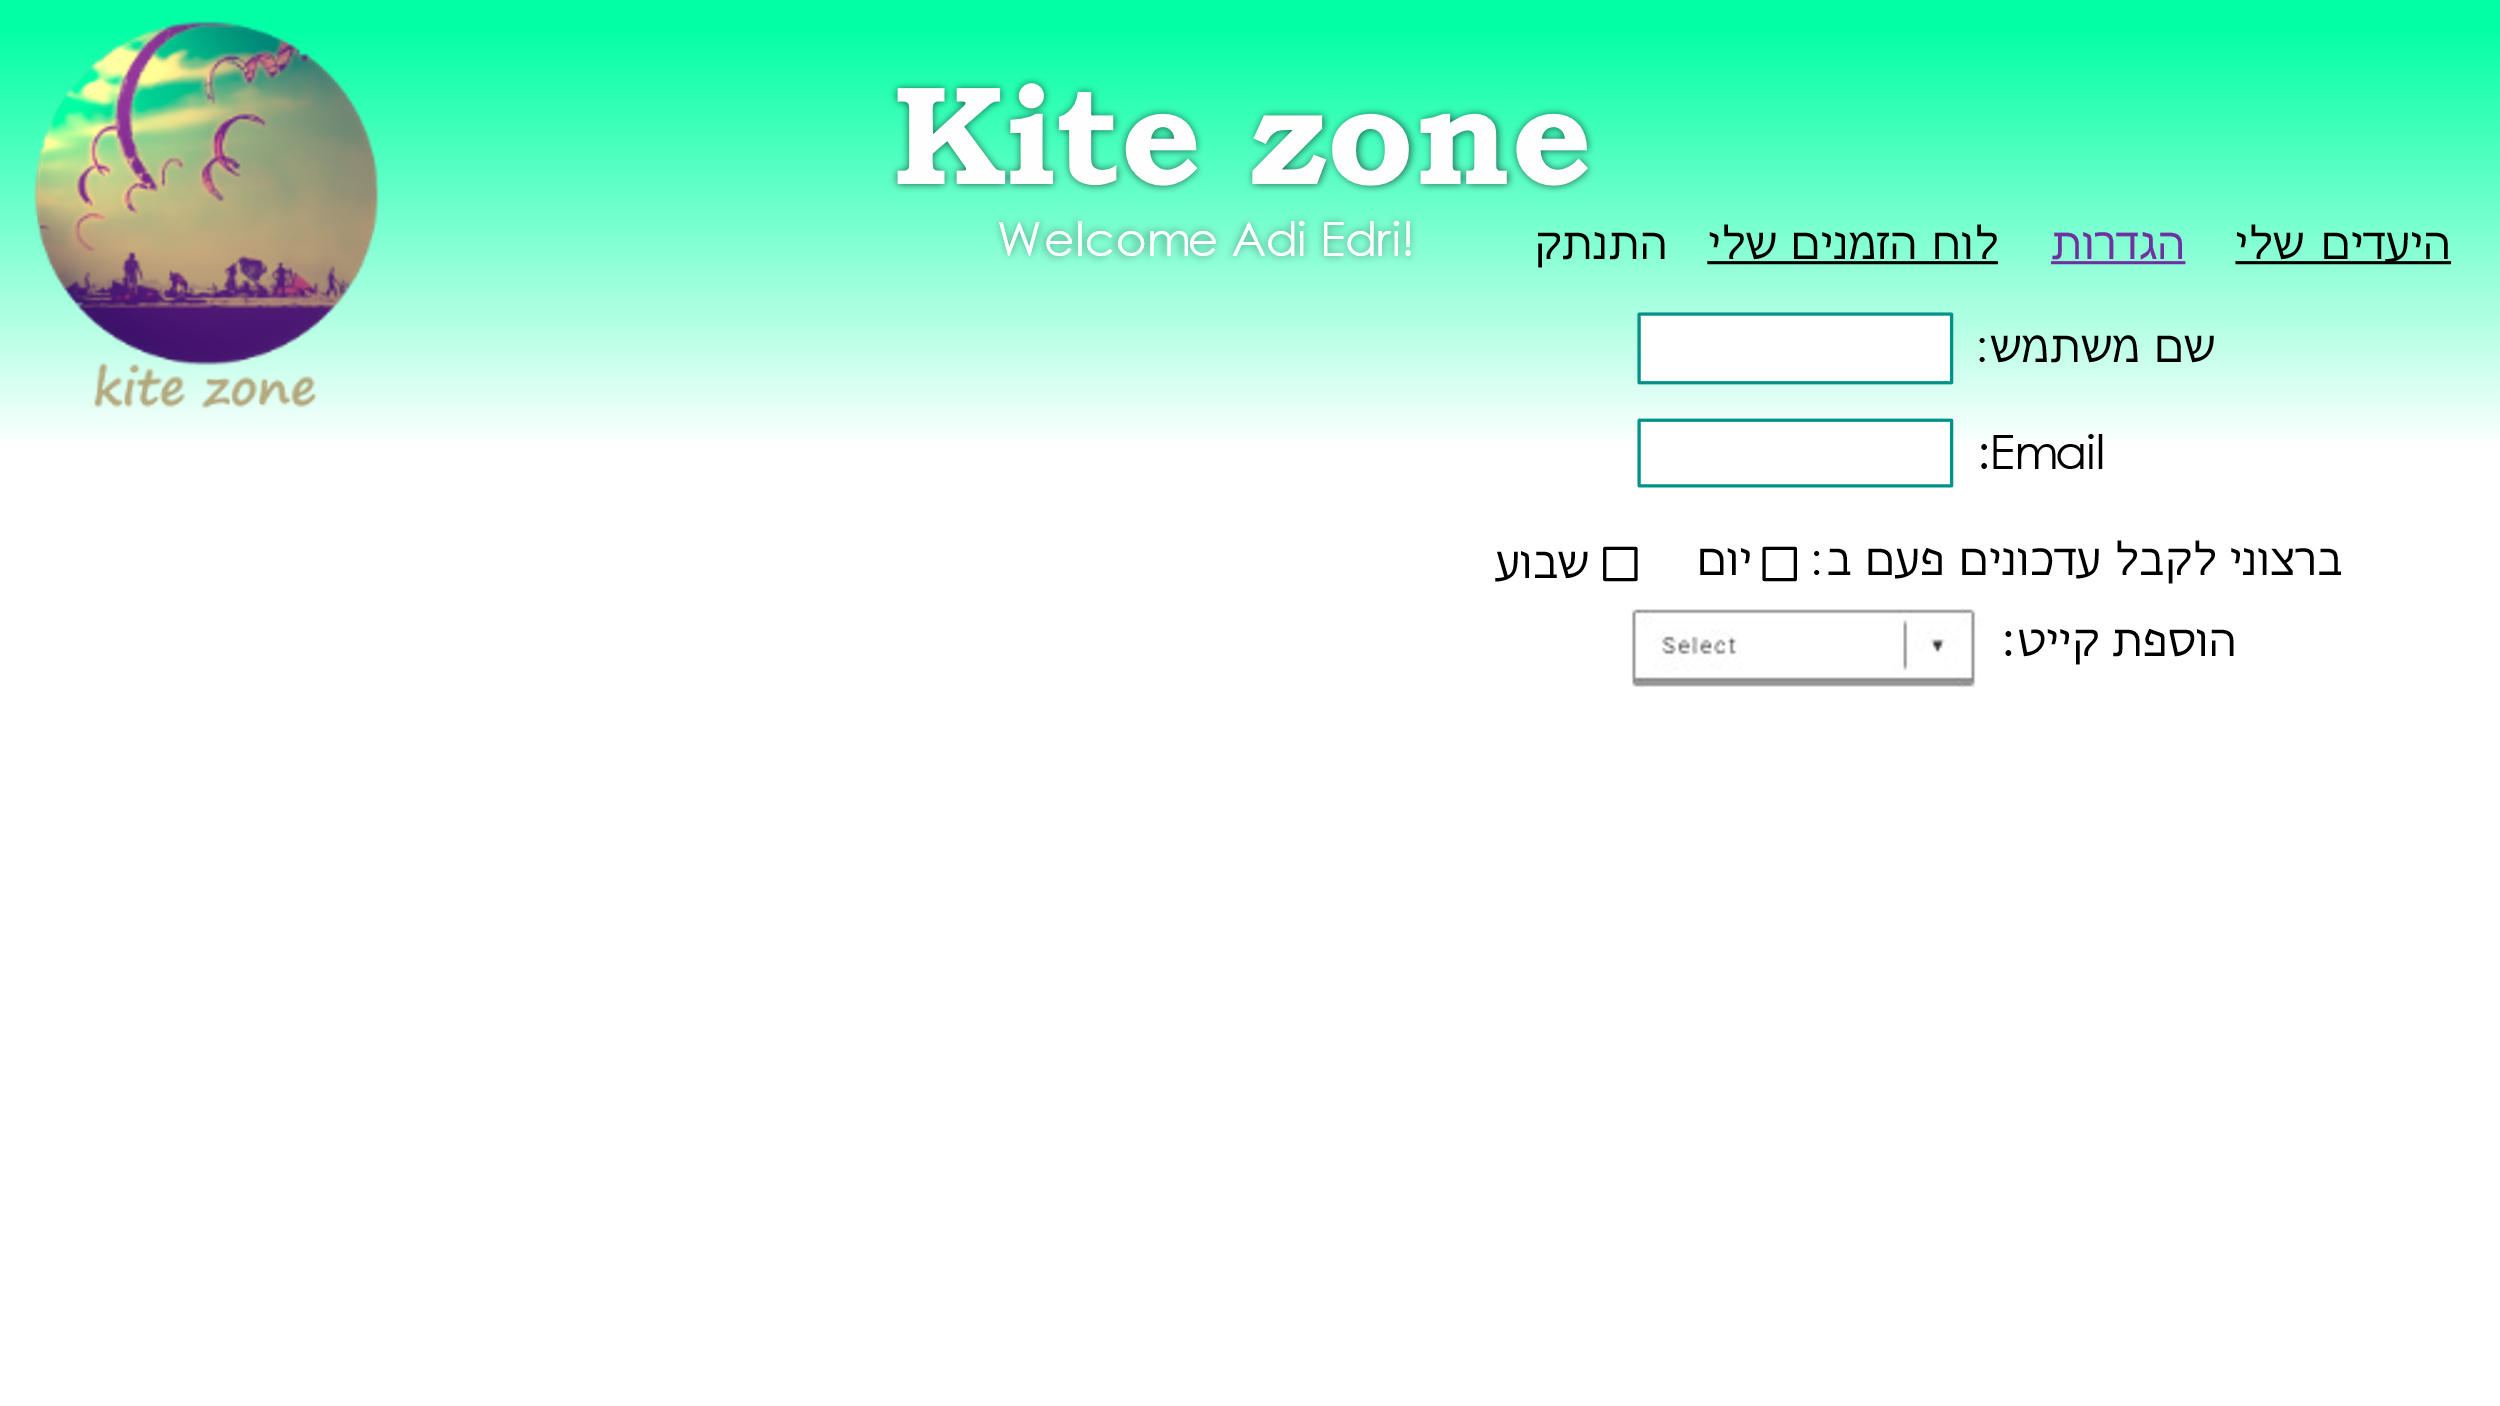 Kite zone
Welcome Adi Edri!
היעדים שלי הגדרות לוח הזמנים שלי התנתק
kite zone
שם משתמש:
Email:
ברצוני לקבל עדכונים פעם ב: יום שבוע
הוספת קייט:
Select